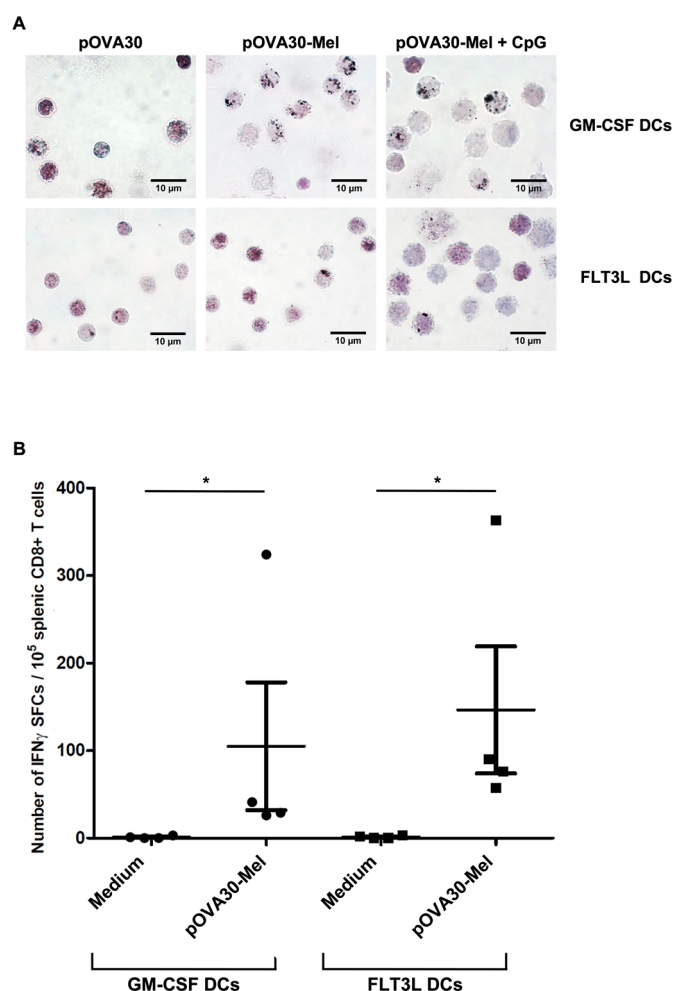 A
pOVA30 pOVA30-Mel pOVA30-Mel + CpG
10 µm 10 µm 10 µm
GM-CSF DCs
10 µm 10 µm 10 µm
FLT3L DCs
B
Number of IFNγ SFCs / 10⁵ splenic CD8+ T cells
* *
400
300
200
100
0
Medium pOVA30-Mel Medium pOVA30-Mel
GM-CSF DCs FLT3L DCs